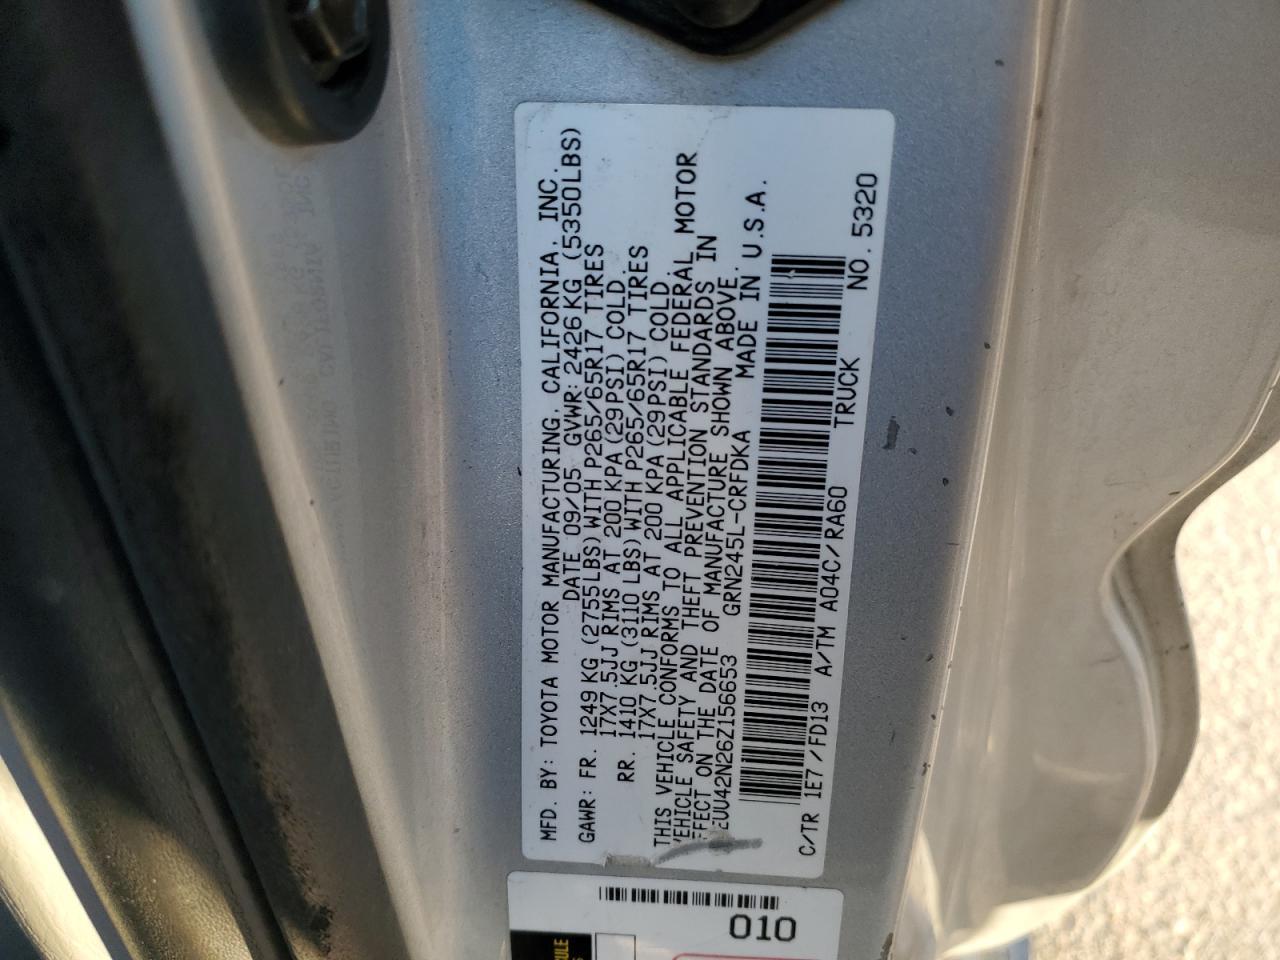 MFD. BY: TOYOTA MOTOR MANUFACTURING, CALIFORNIA, INC.
DATE 09/05 GVWR: 2426 KG (5350LBS)
GAWR: FR. 1249 KG (2755LBS) WITH P265/65R17 TIRES
17X7.5JJ RIMS AT 200 KPA (29PSI) COLD.
RR. 1410 KG (3110 LBS) WITH P265/65R17 TIRES
17X7.5JJ RIMS AT 200 KPA (29PSI) COLD.
THIS VEHICLE CONFORMS TO ALL APPLICABLE FEDERAL MOTOR
VEHICLE SAFETY AND THEFT PREVENTION STANDARDS IN
EFFECT ON THE DATE OF MANUFACTURE SHOWN ABOVE.
EUU42N26Z156653 GRN245L-CRFDKA MADE IN U.S.A.
C/TR 1E7 /FD13 A/TM A04C/RA60 TRUCK NO. 5320
010